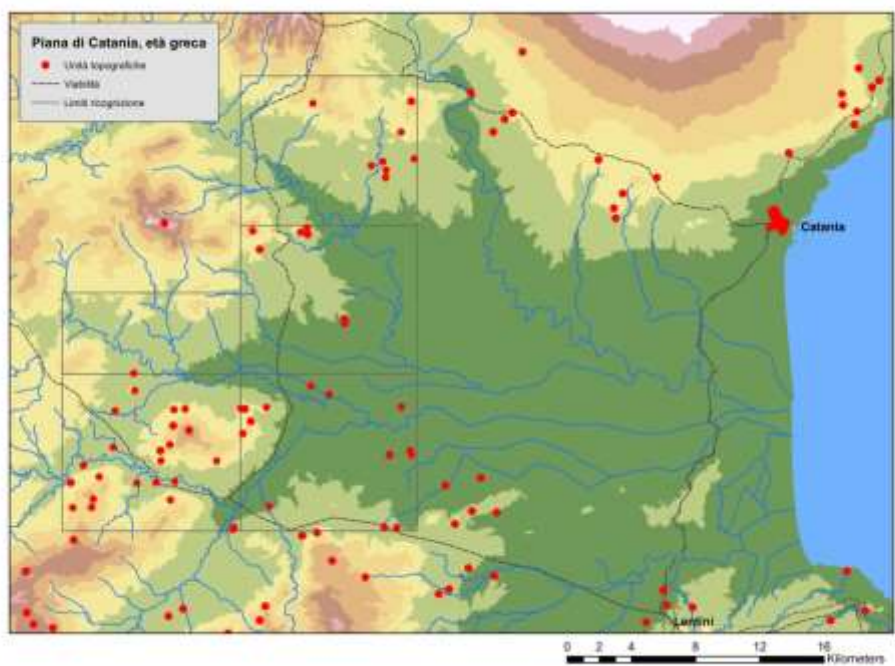 Piana di Catania, età greca
Unità topografiche
Viabilità
Limiti ricognizione
Catania
Lentini
0 2 4 8 12 16
Kilometers